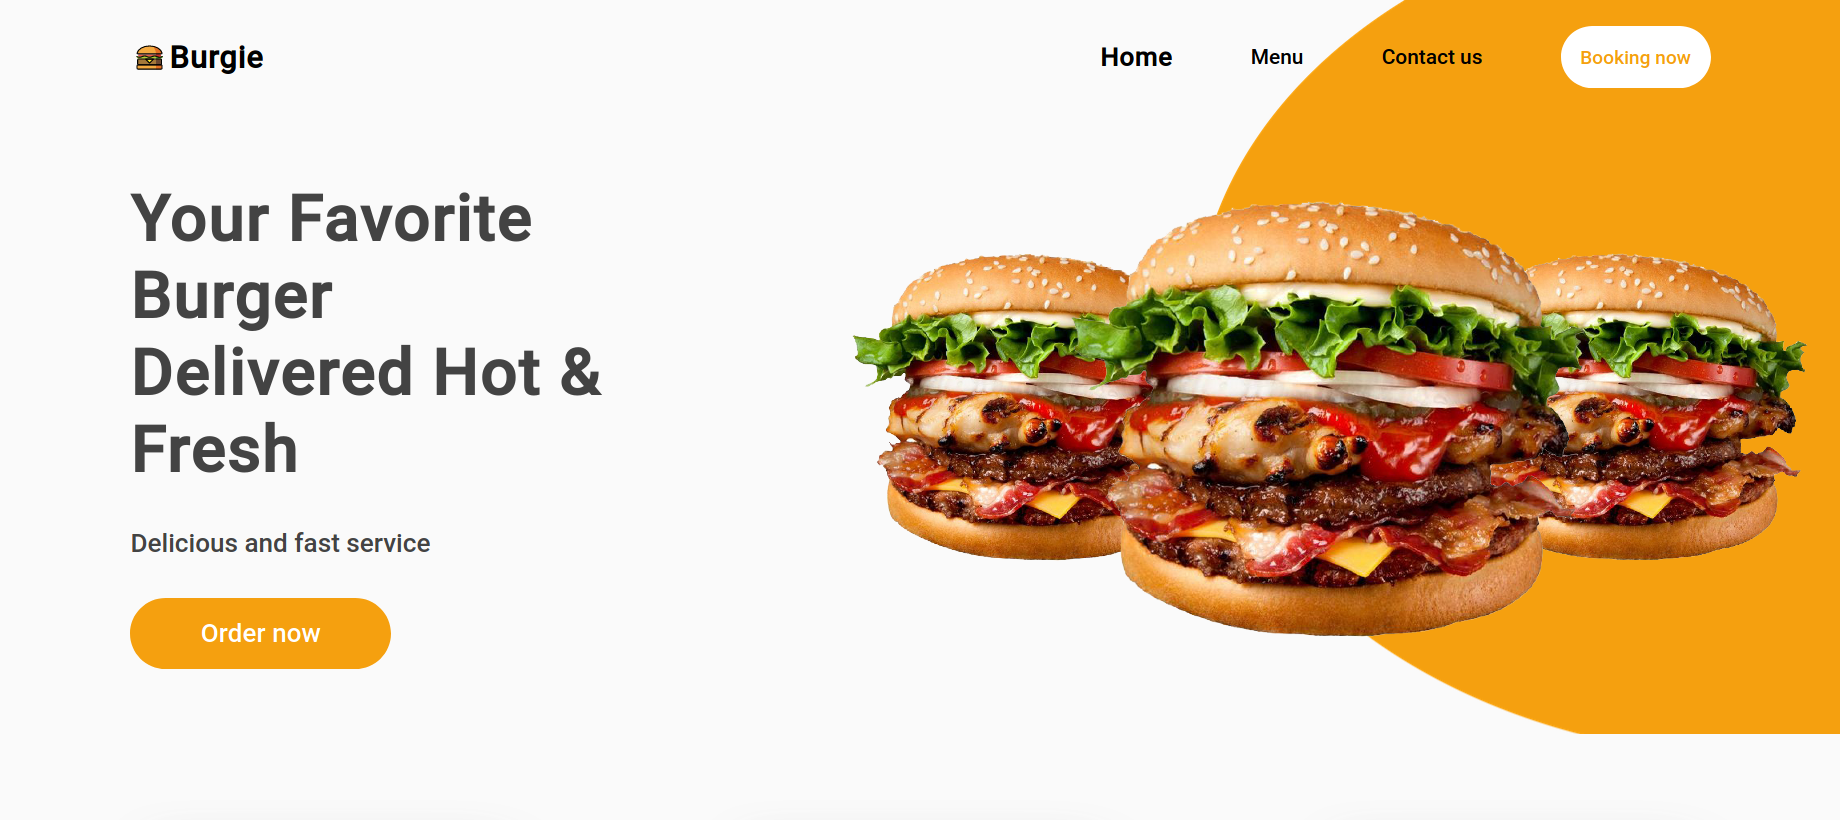 Burgie
Home
Menu
Contact us
Booking now
Your Favorite
Burger
Delivered Hot &
Fresh
Delicious and fast service
Order now